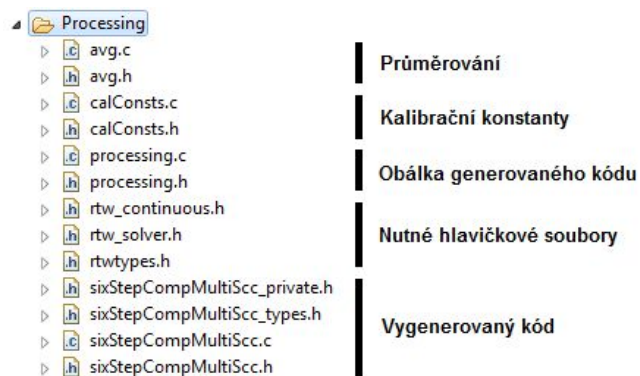 Processing
.c avg.c
.h avg.h
Průměrování
.c calConsts.c
.h calConsts.h
Kalibrační konstanty
.c processing.c
.h processing.h
Obálka generovaného kódu
.h rtw_continuous.h
.h rtw_solver.h
.h rtwtypes.h
Nutné hlavičkové soubory
.h sixStepCompMultiScc_private.h
.h sixStepCompMultiScc_types.h
.c sixStepCompMultiScc.c
.h sixStepCompMultiScc.h
Vygenerovaný kód